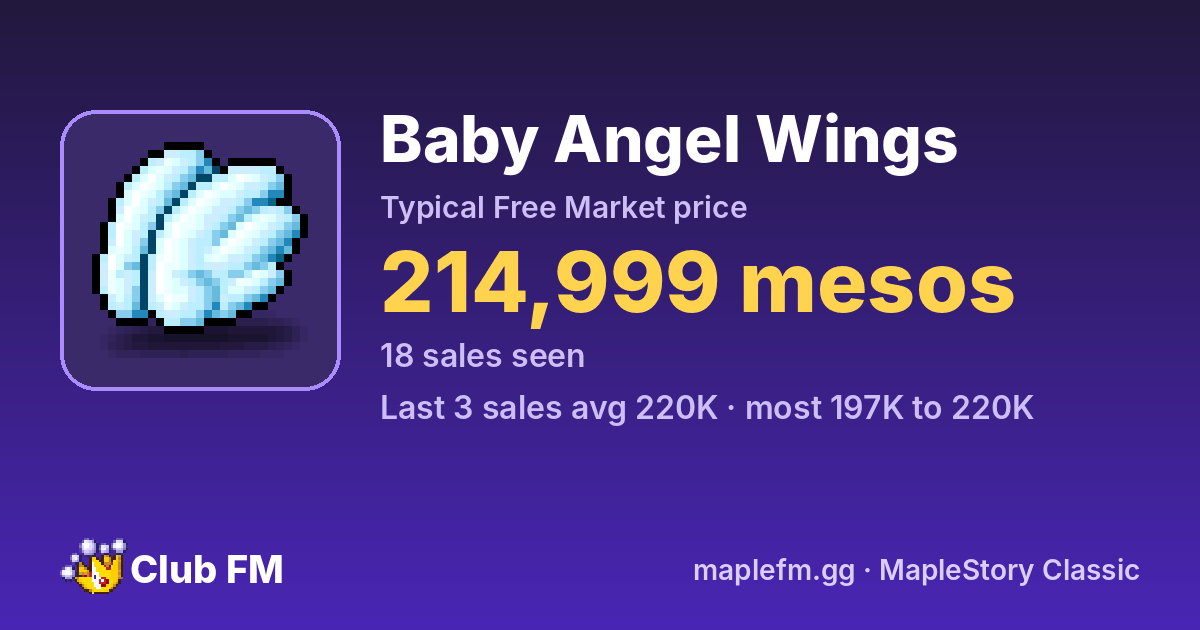 Baby Angel Wings
Typical Free Market price
214,999 mesos
18 sales seen
Last 3 sales avg 220K · most 197K to 220K
Club FM
maplefm.gg · MapleStory Classic